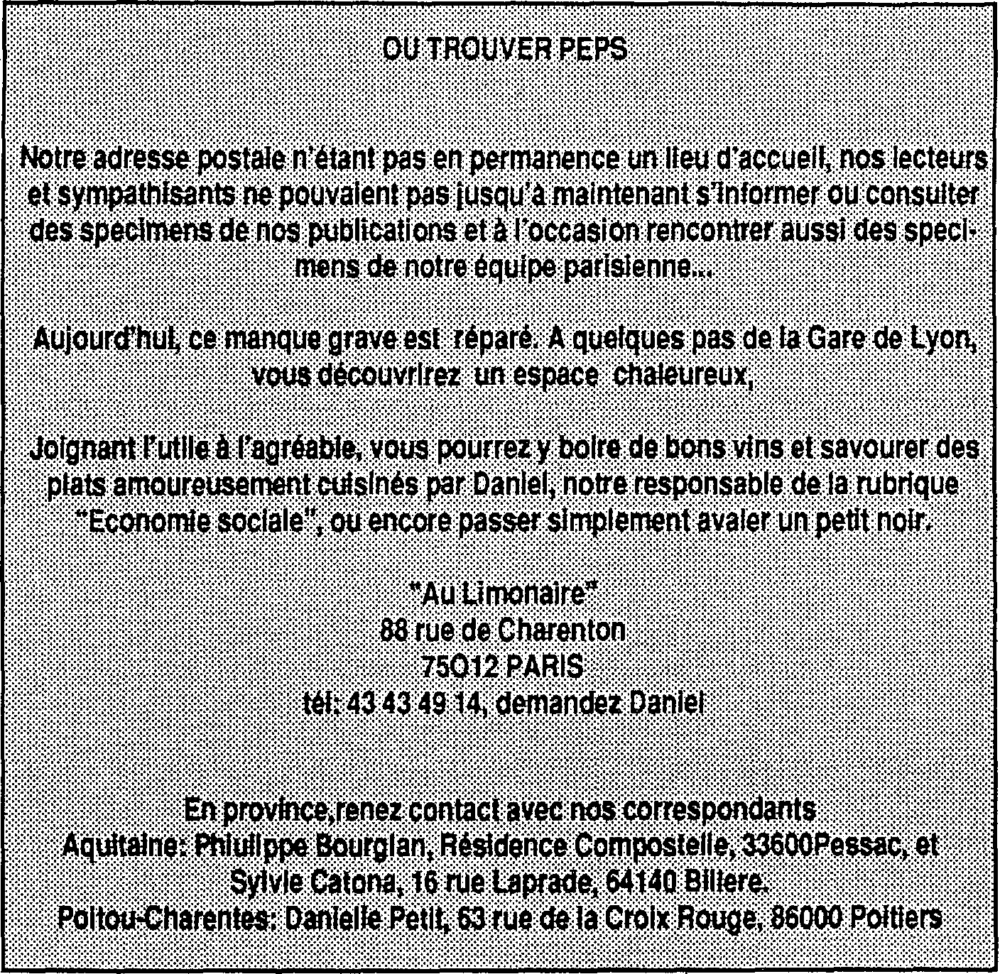 OU TROUVER PEPS
Notre adresse postale n'étant pas en permanence un lieu d'accueil, nos lecteurs
et sympathisants ne pouvaient pas jusqu'à maintenant s'informer ou consulter
des specimens de nos publications et à l'occasion rencontrer aussi des speci-
mens de notre équipe parisienne...
Aujourd'hui, ce manque grave est réparé. A quelques pas de la Gare de Lyon,
vous découvrirez un espace chaleureux,
Joignant l'utile à l'agréable, vous pourrez y boire de bons vins et savourer des
plats amoureusement cuisinés par Daniel, notre responsable de la rubrique
"Economie sociale", ou encore passer simplement avaler un petit noir.
"Au Limonaire"
88 rue de Charenton
75012 PARIS
tél: 43 43 49 14, demandez Daniel
En province,renez contact avec nos correspondants
Aquitaine: Phiulippe Bourgian, Résidence Compostelle, 33600Pessac, et
Sylvie Catona, 16 rue Laprade, 64140 Billere.
Poitou-Charentes: Danielle Petit, 63 rue de la Croix Rouge, 86000 Poitiers